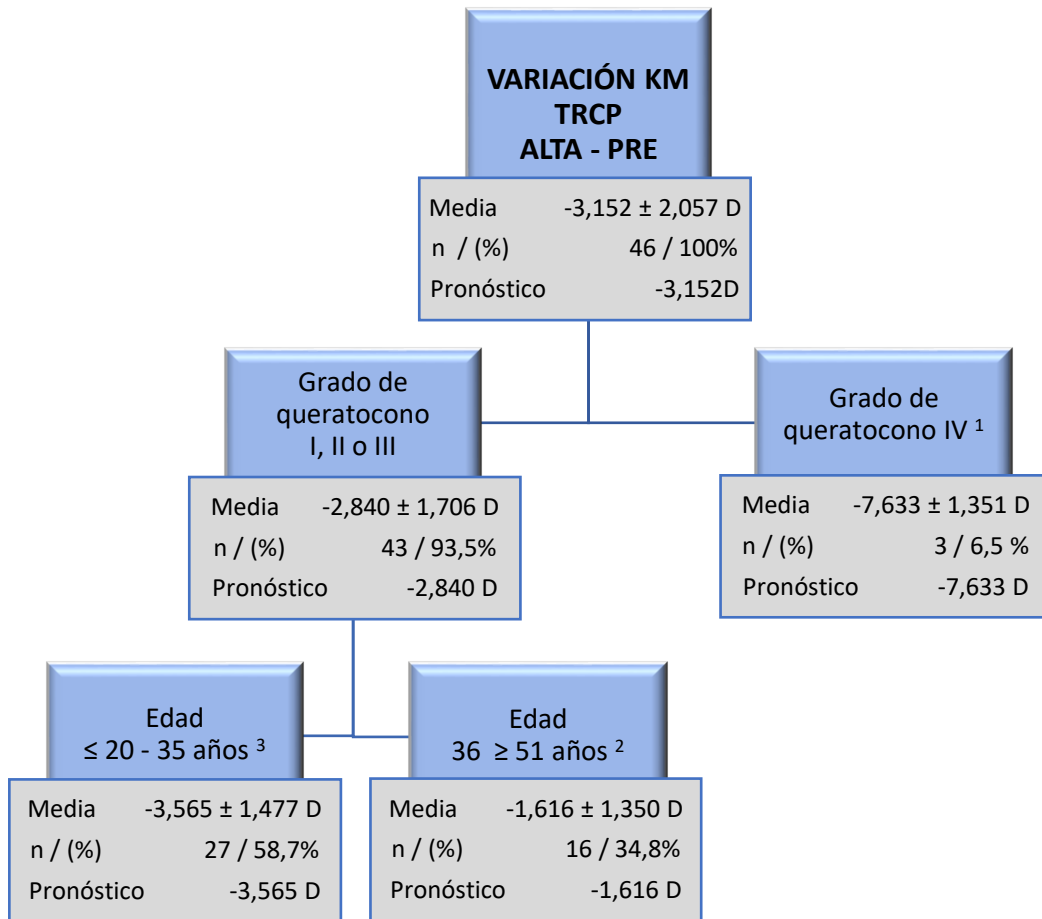 VARIACIÓN KM
TRCP
ALTA - PRE
Media -3,152 ± 2,057 D
n / (%) 46 / 100%
Pronóstico -3,152D
Grado de
queratocono
I, II o III
Media -2,840 ± 1,706 D
n / (%) 43 / 93,5%
Pronóstico -2,840 D
Grado de
queratocono IV ¹
Media -7,633 ± 1,351 D
n / (%) 3 / 6,5 %
Pronóstico -7,633 D
Edad
≤ 20 - 35 años ³
Media -3,565 ± 1,477 D
n / (%) 27 / 58,7%
Pronóstico -3,565 D
Edad
36 ≥ 51 años ²
Media -1,616 ± 1,350 D
n / (%) 16 / 34,8%
Pronóstico -1,616 D